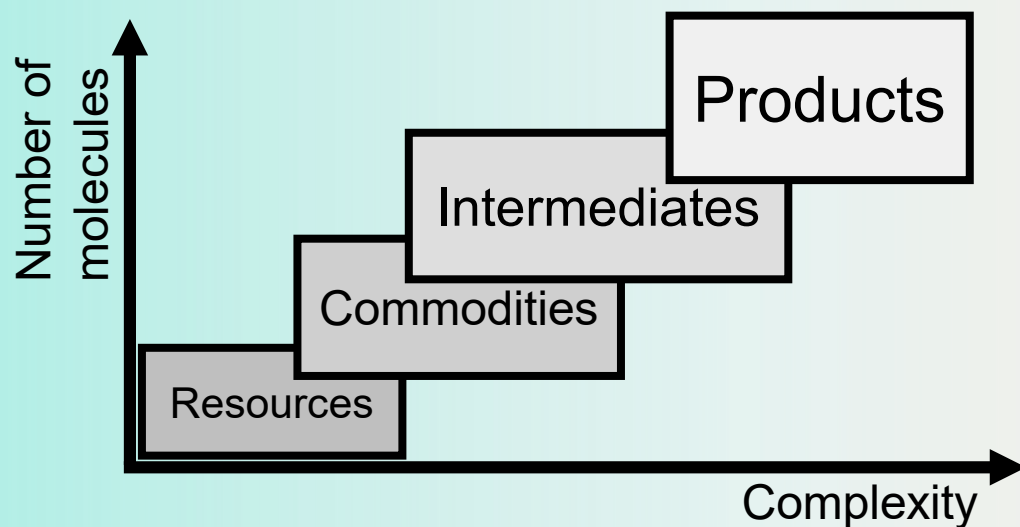 Number of
molecules
Products
Intermediates
Commodities
Resources
Complexity